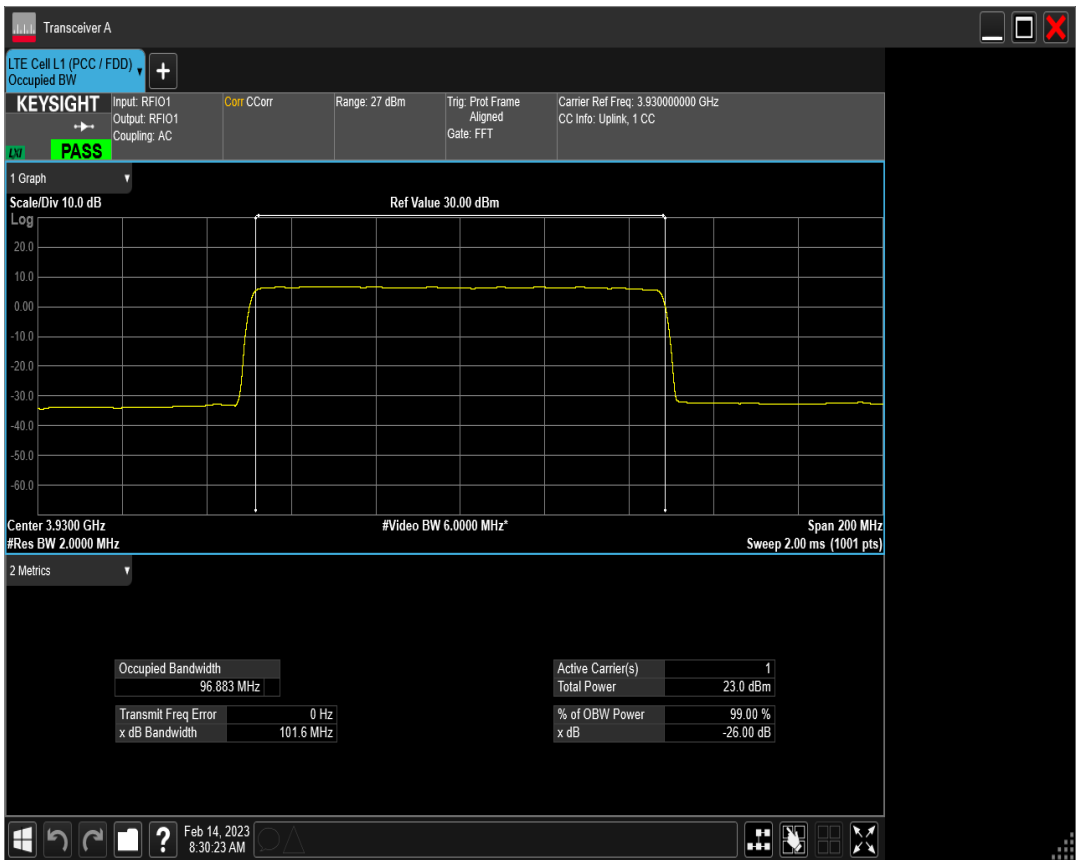 Transceiver A
LTE Cell L1 (PCC / FDD)
Occupied BW
+
KEYSIGHT
LXI
PASS
Input: RFIO1
Output: RFIO1
Coupling: AC
Corr CCorr
Range: 27 dBm
Trig: Prot Frame
Aligned
Gate: FFT
Carrier Ref Freq: 3.930000000 GHz
CC Info: Uplink, 1 CC
1 Graph
Scale/Div 10.0 dB
Ref Value 30.00 dBm
Log
20.0
10.0
0.00
-10.0
-20.0
-30.0
-40.0
-50.0
-60.0
Center 3.9300 GHz
#Video BW 6.0000 MHz*
Span 200 MHz
#Res BW 2.0000 MHz
Sweep 2.00 ms (1001 pts)
2 Metrics
Occupied Bandwidth
96.883 MHz
Transmit Freq Error 0 Hz
x dB Bandwidth 101.6 MHz
Active Carrier(s) 1
Total Power 23.0 dBm
% of OBW Power 99.00 %
x dB -26.00 dB
?
Feb 14, 2023
8:30:23 AM